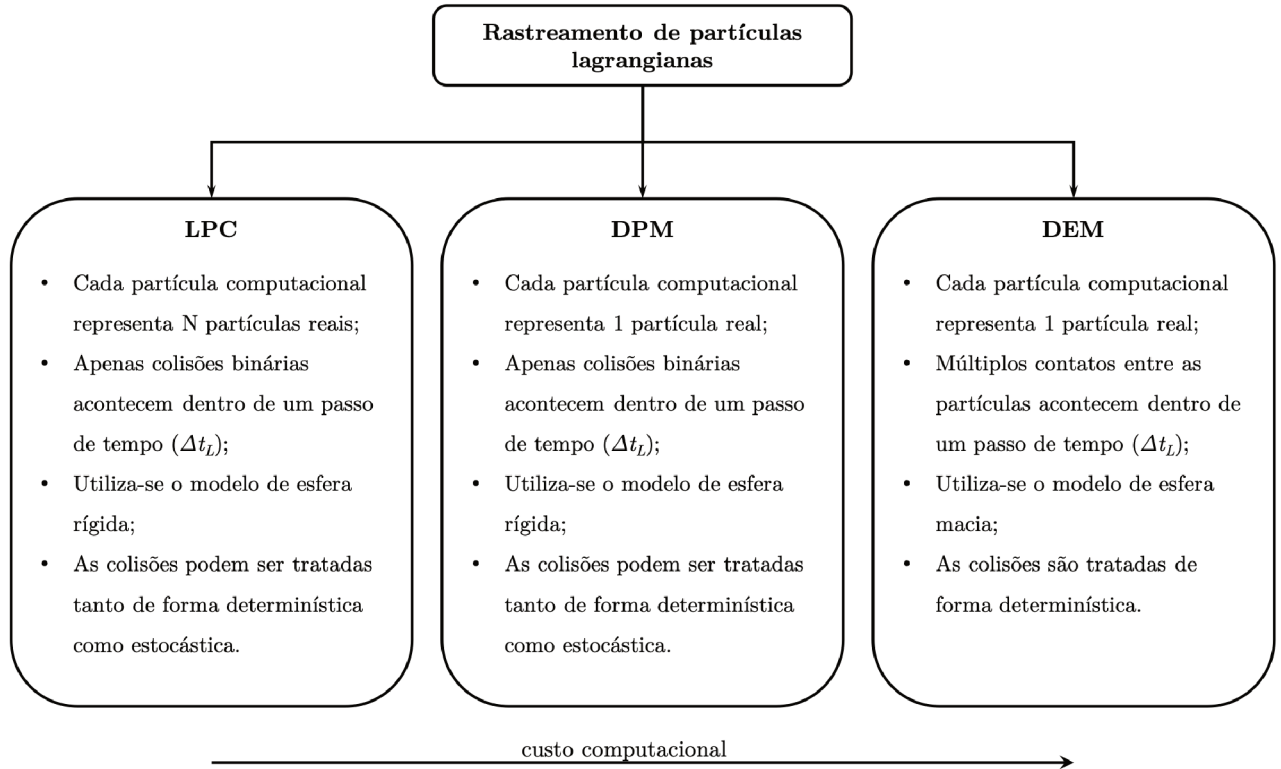 Rastreamento de partículas
lagrangianas
LPC
• Cada partícula computacional
representa N partículas reais;
• Apenas colisões binárias
acontecem dentro de um passo
de tempo (Δt_L);
• Utiliza-se o modelo de esfera
rígida;
• As colisões podem ser tratadas
tanto de forma determinística
como estocástica.
DPM
• Cada partícula computacional
representa 1 partícula real;
• Apenas colisões binárias
acontecem dentro de um passo
de tempo (Δt_L);
• Utiliza-se o modelo de esfera
rígida;
• As colisões podem ser tratadas
tanto de forma determinística
como estocástica.
DEM
• Cada partícula computacional
representa 1 partícula real;
• Múltiplos contatos entre as
partículas acontecem dentro de
um passo de tempo (Δt_L);
• Utiliza-se o modelo de esfera
macia;
• As colisões são tratadas de
forma determinística.
custo computacional